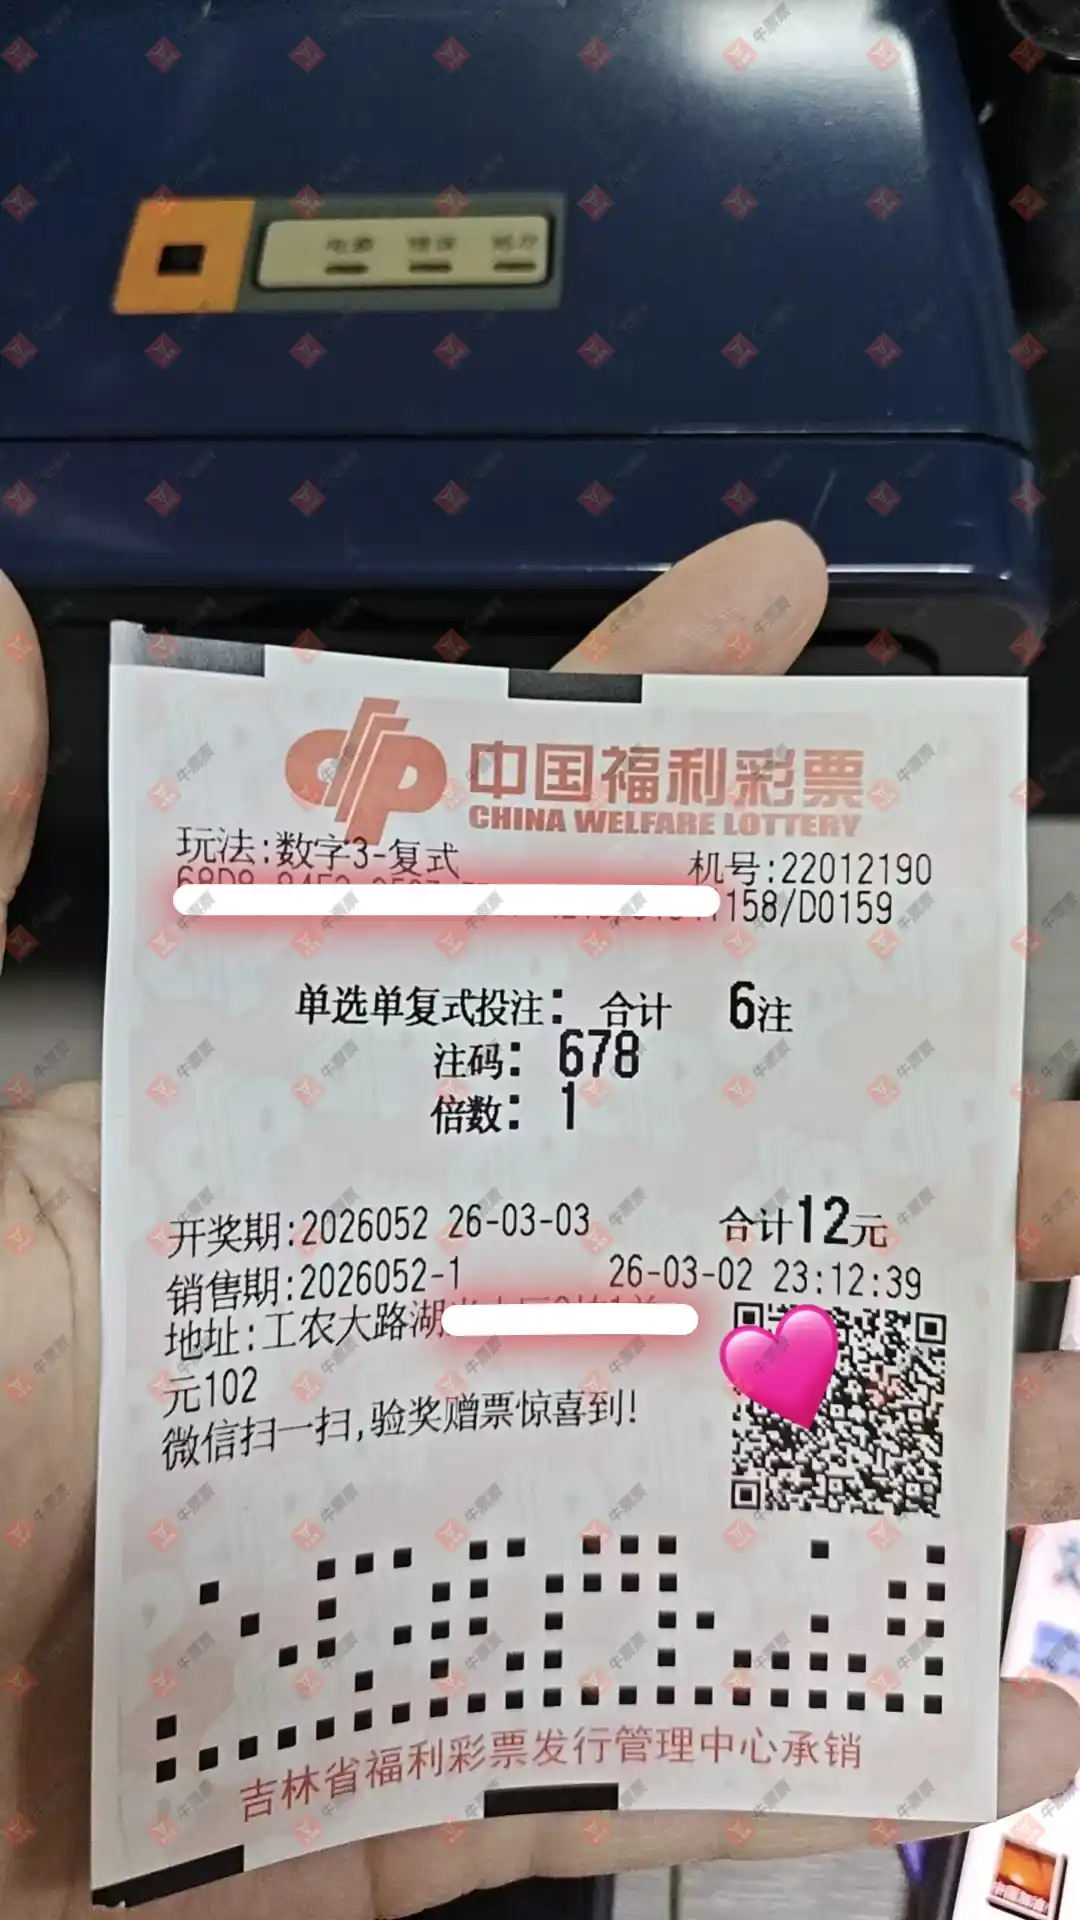 中国福利彩票
CHINA WELFARE LOTTERY
玩法:数字3-复式
机号:22012190
158/D0159
单选单复式投注: 合计 6注
注码: 678
倍数: 1
开奖期:2026052 26-03-03 合计12元
销售期:2026052-1 26-03-02 23:12:39
地址:工农大路湖
元102
微信扫一扫,验奖赠票惊喜到!
吉林省福利彩票发行管理中心承销
牛票票